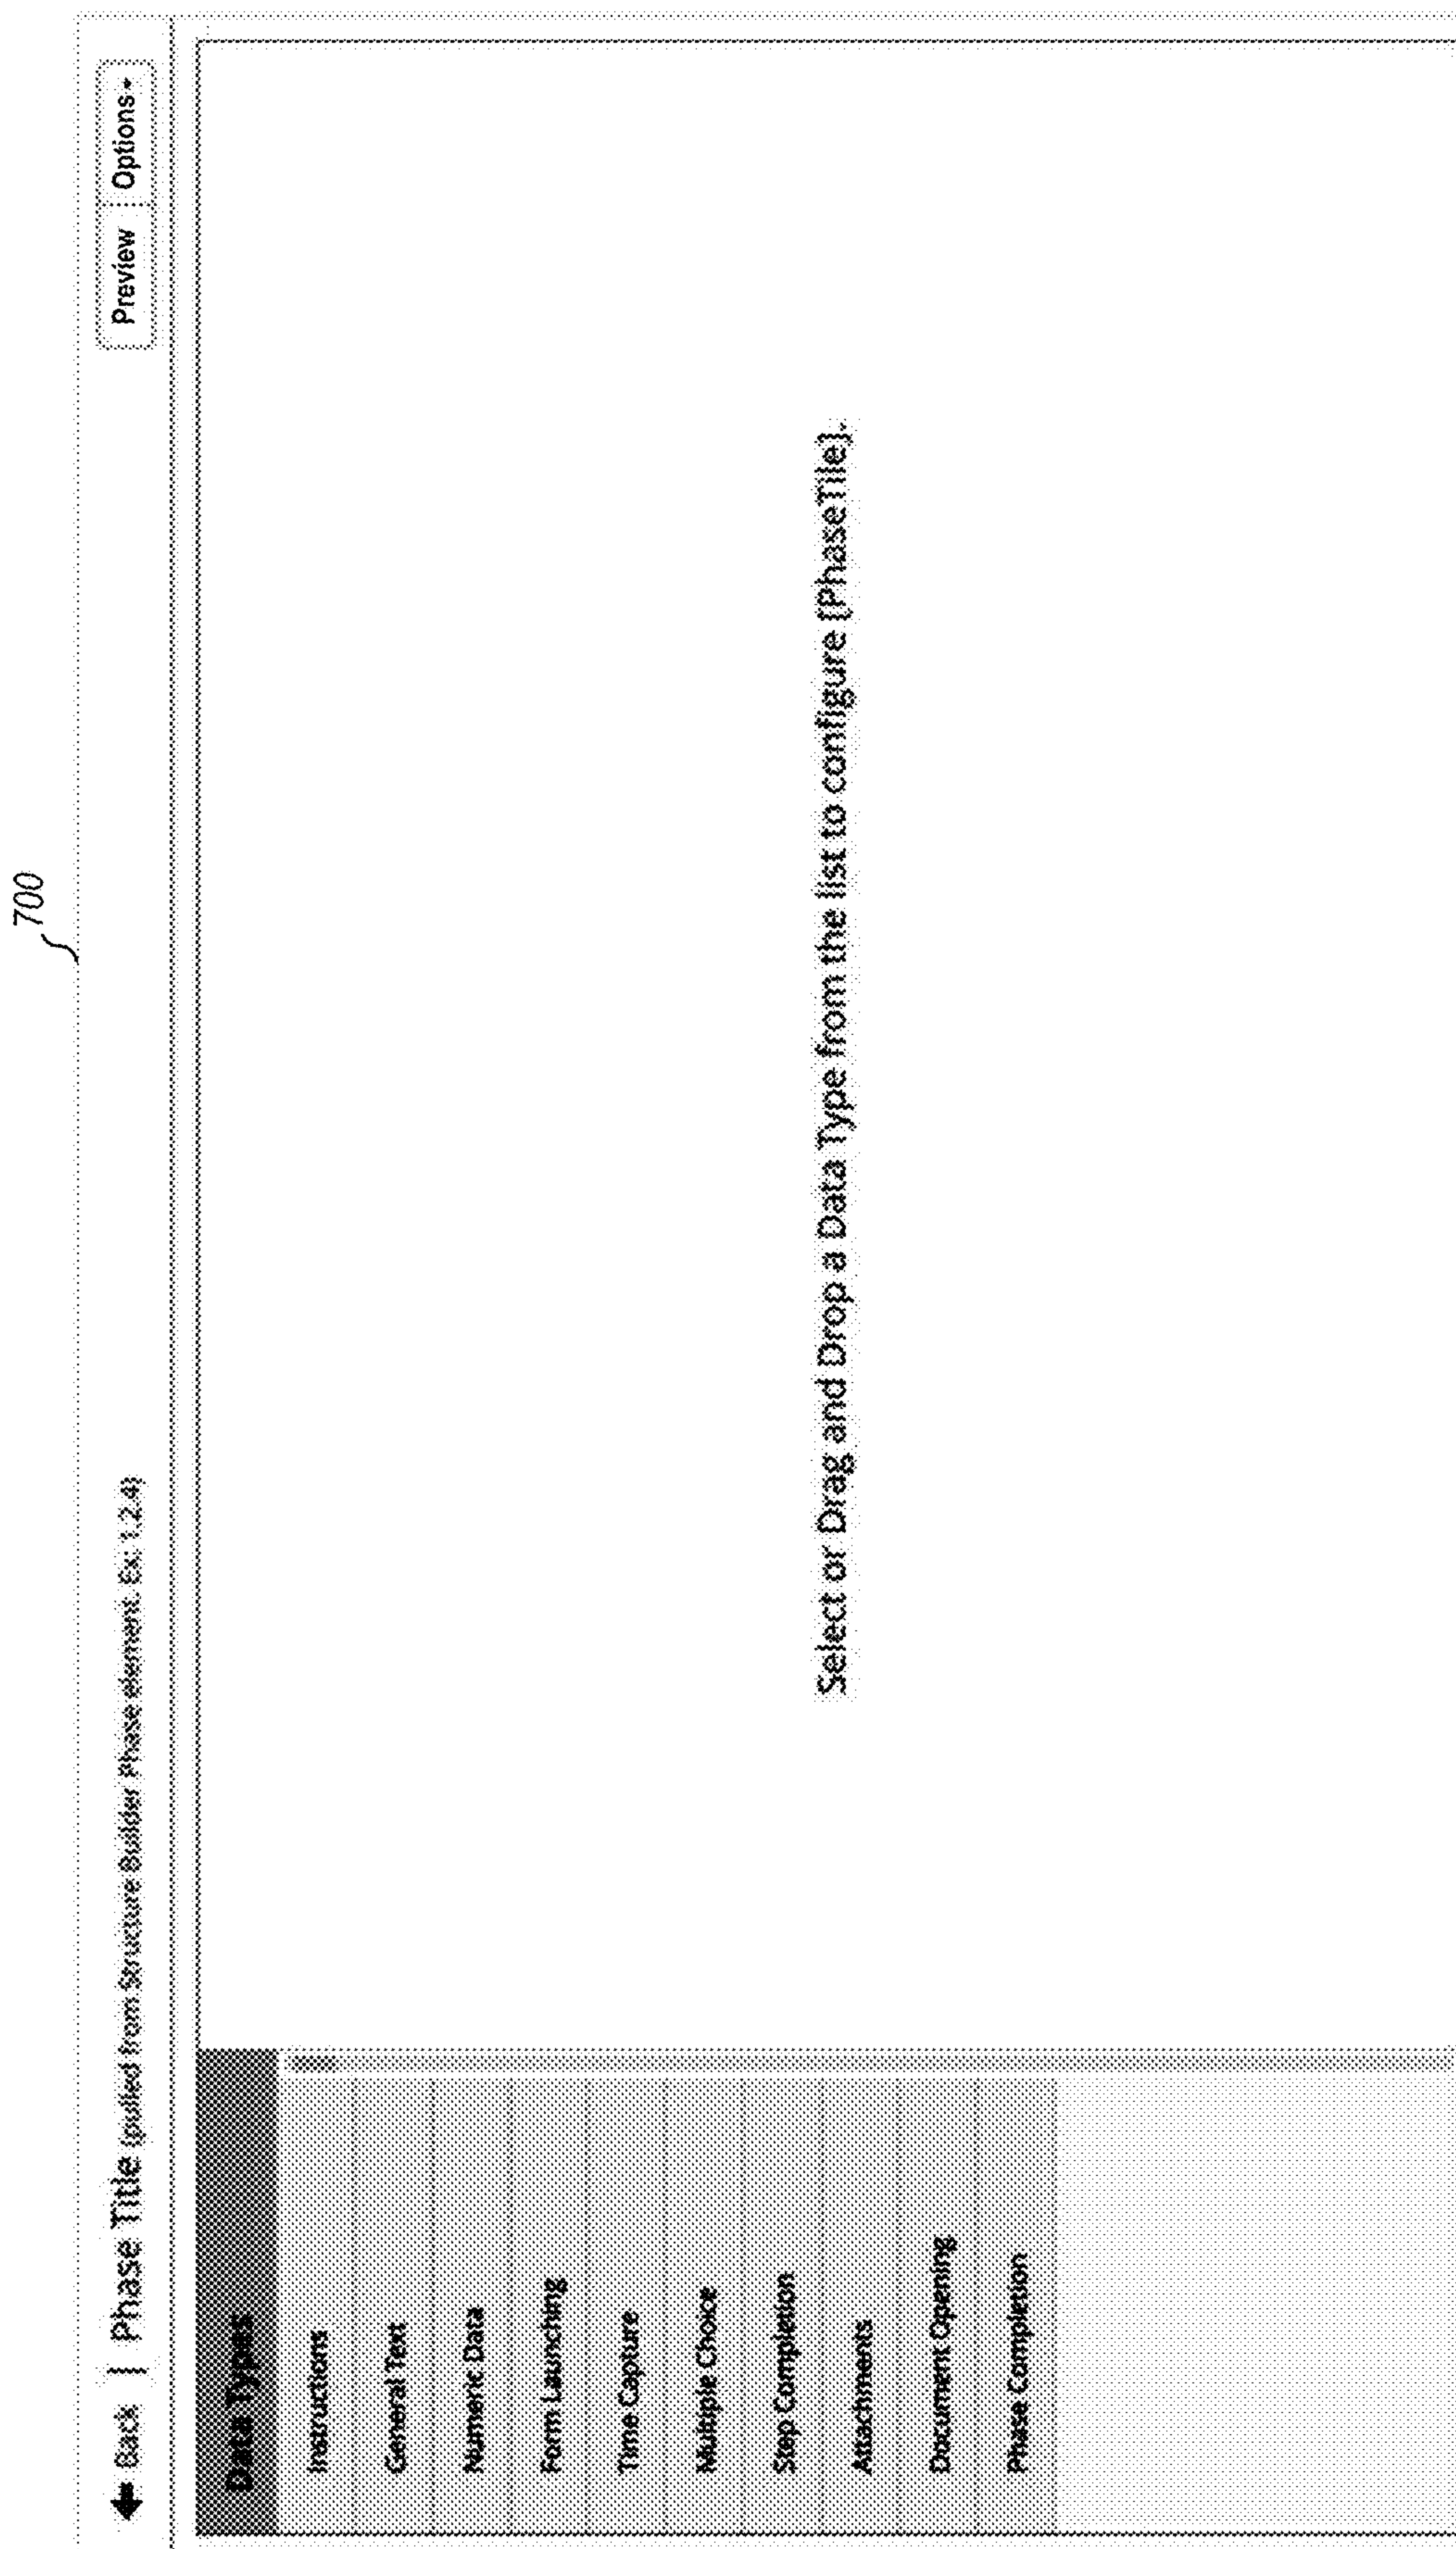 700
← Back | Phase Title (pulled from Structure Builder Phase element. Ex: 1.2.4)
Preview Options
Data Types
Instructions
General Text
Numeric Data
Form Launching
Time Capture
Multiple Choice
Step Completion
Attachments
Document Opening
Phase Completion
Select or Drag and Drop a Data Type from the list to configure [PhaseTile].